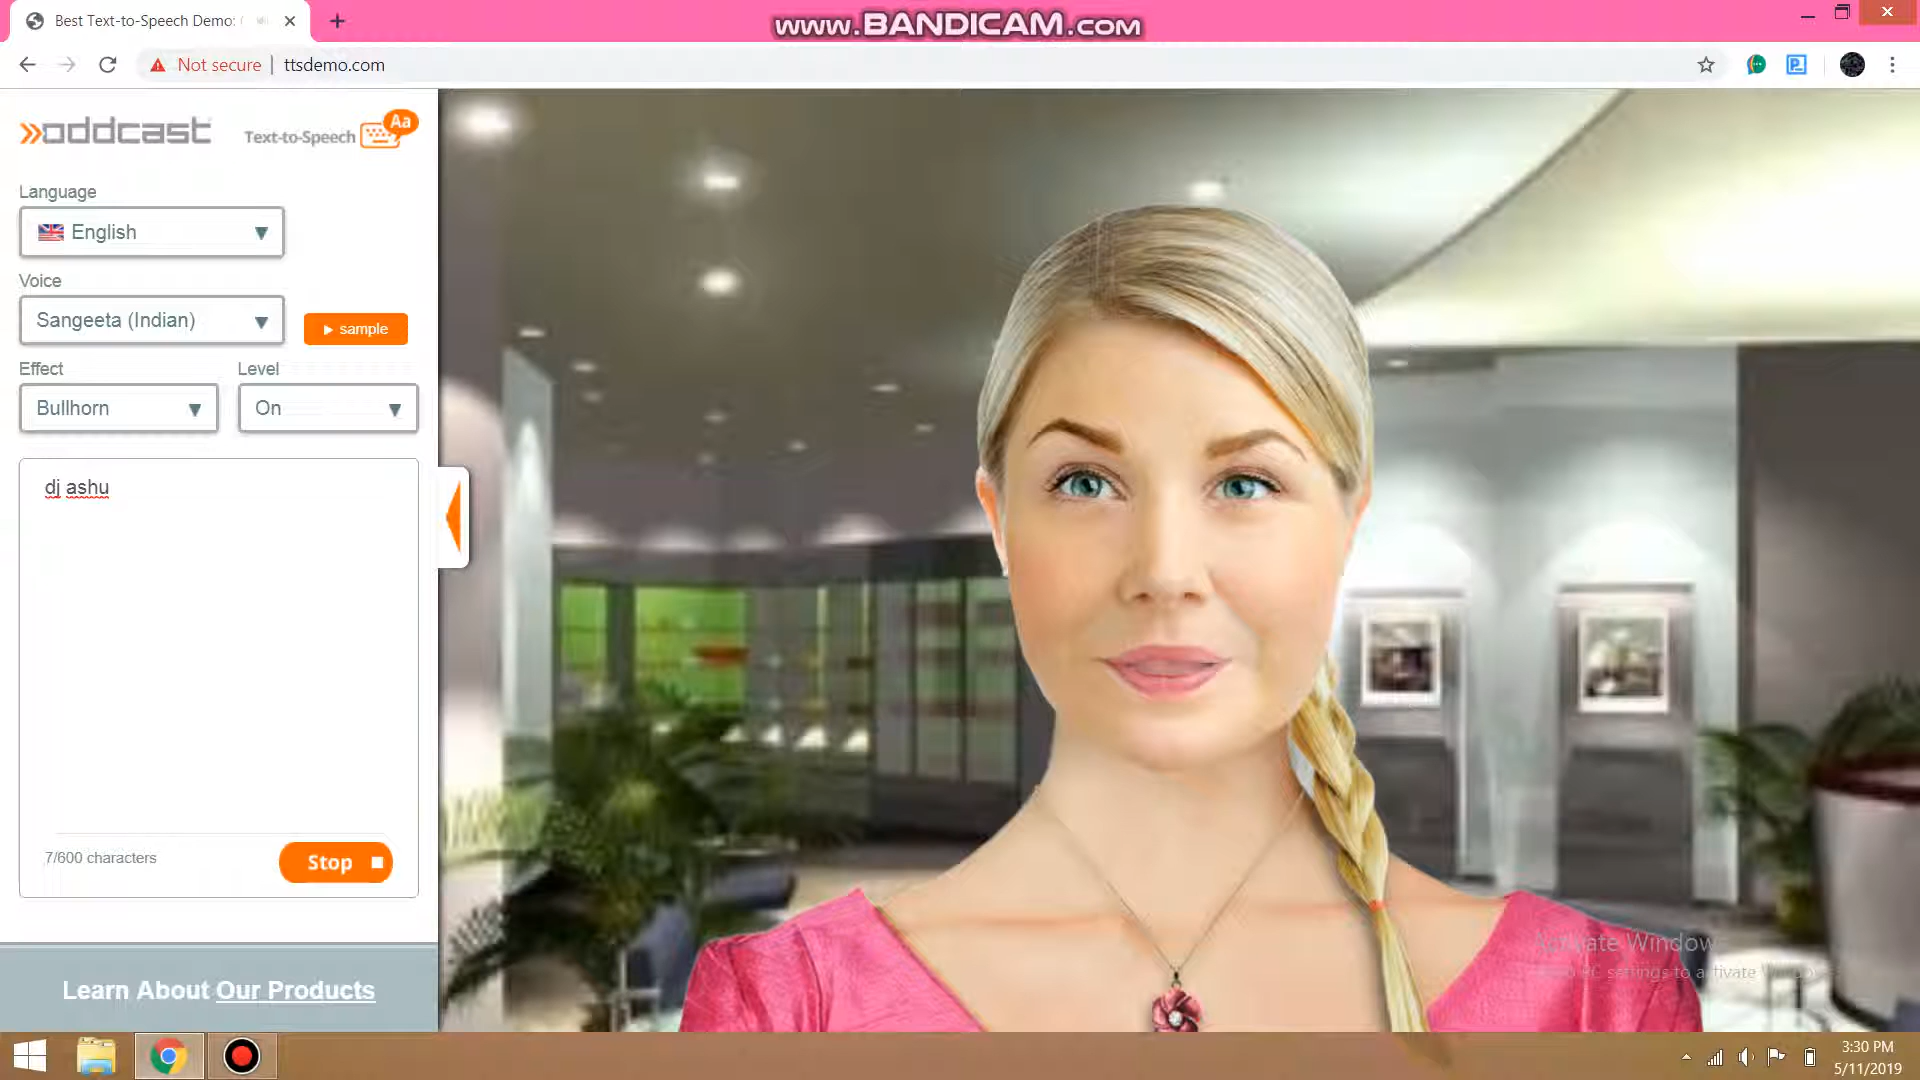 Best Text-to-Speech Demo:
www.BANDICAM.com
Not secure
ttsdemo.com
oddcast
Text-to-Speech
Aa
Language
English
Voice
Sangeeta (Indian)
sample
Effect
Level
Bullhorn
On
dj ashu
7/600 characters
Stop
Activate Windows
Learn About Our Products
3:30 PM
5/11/2019